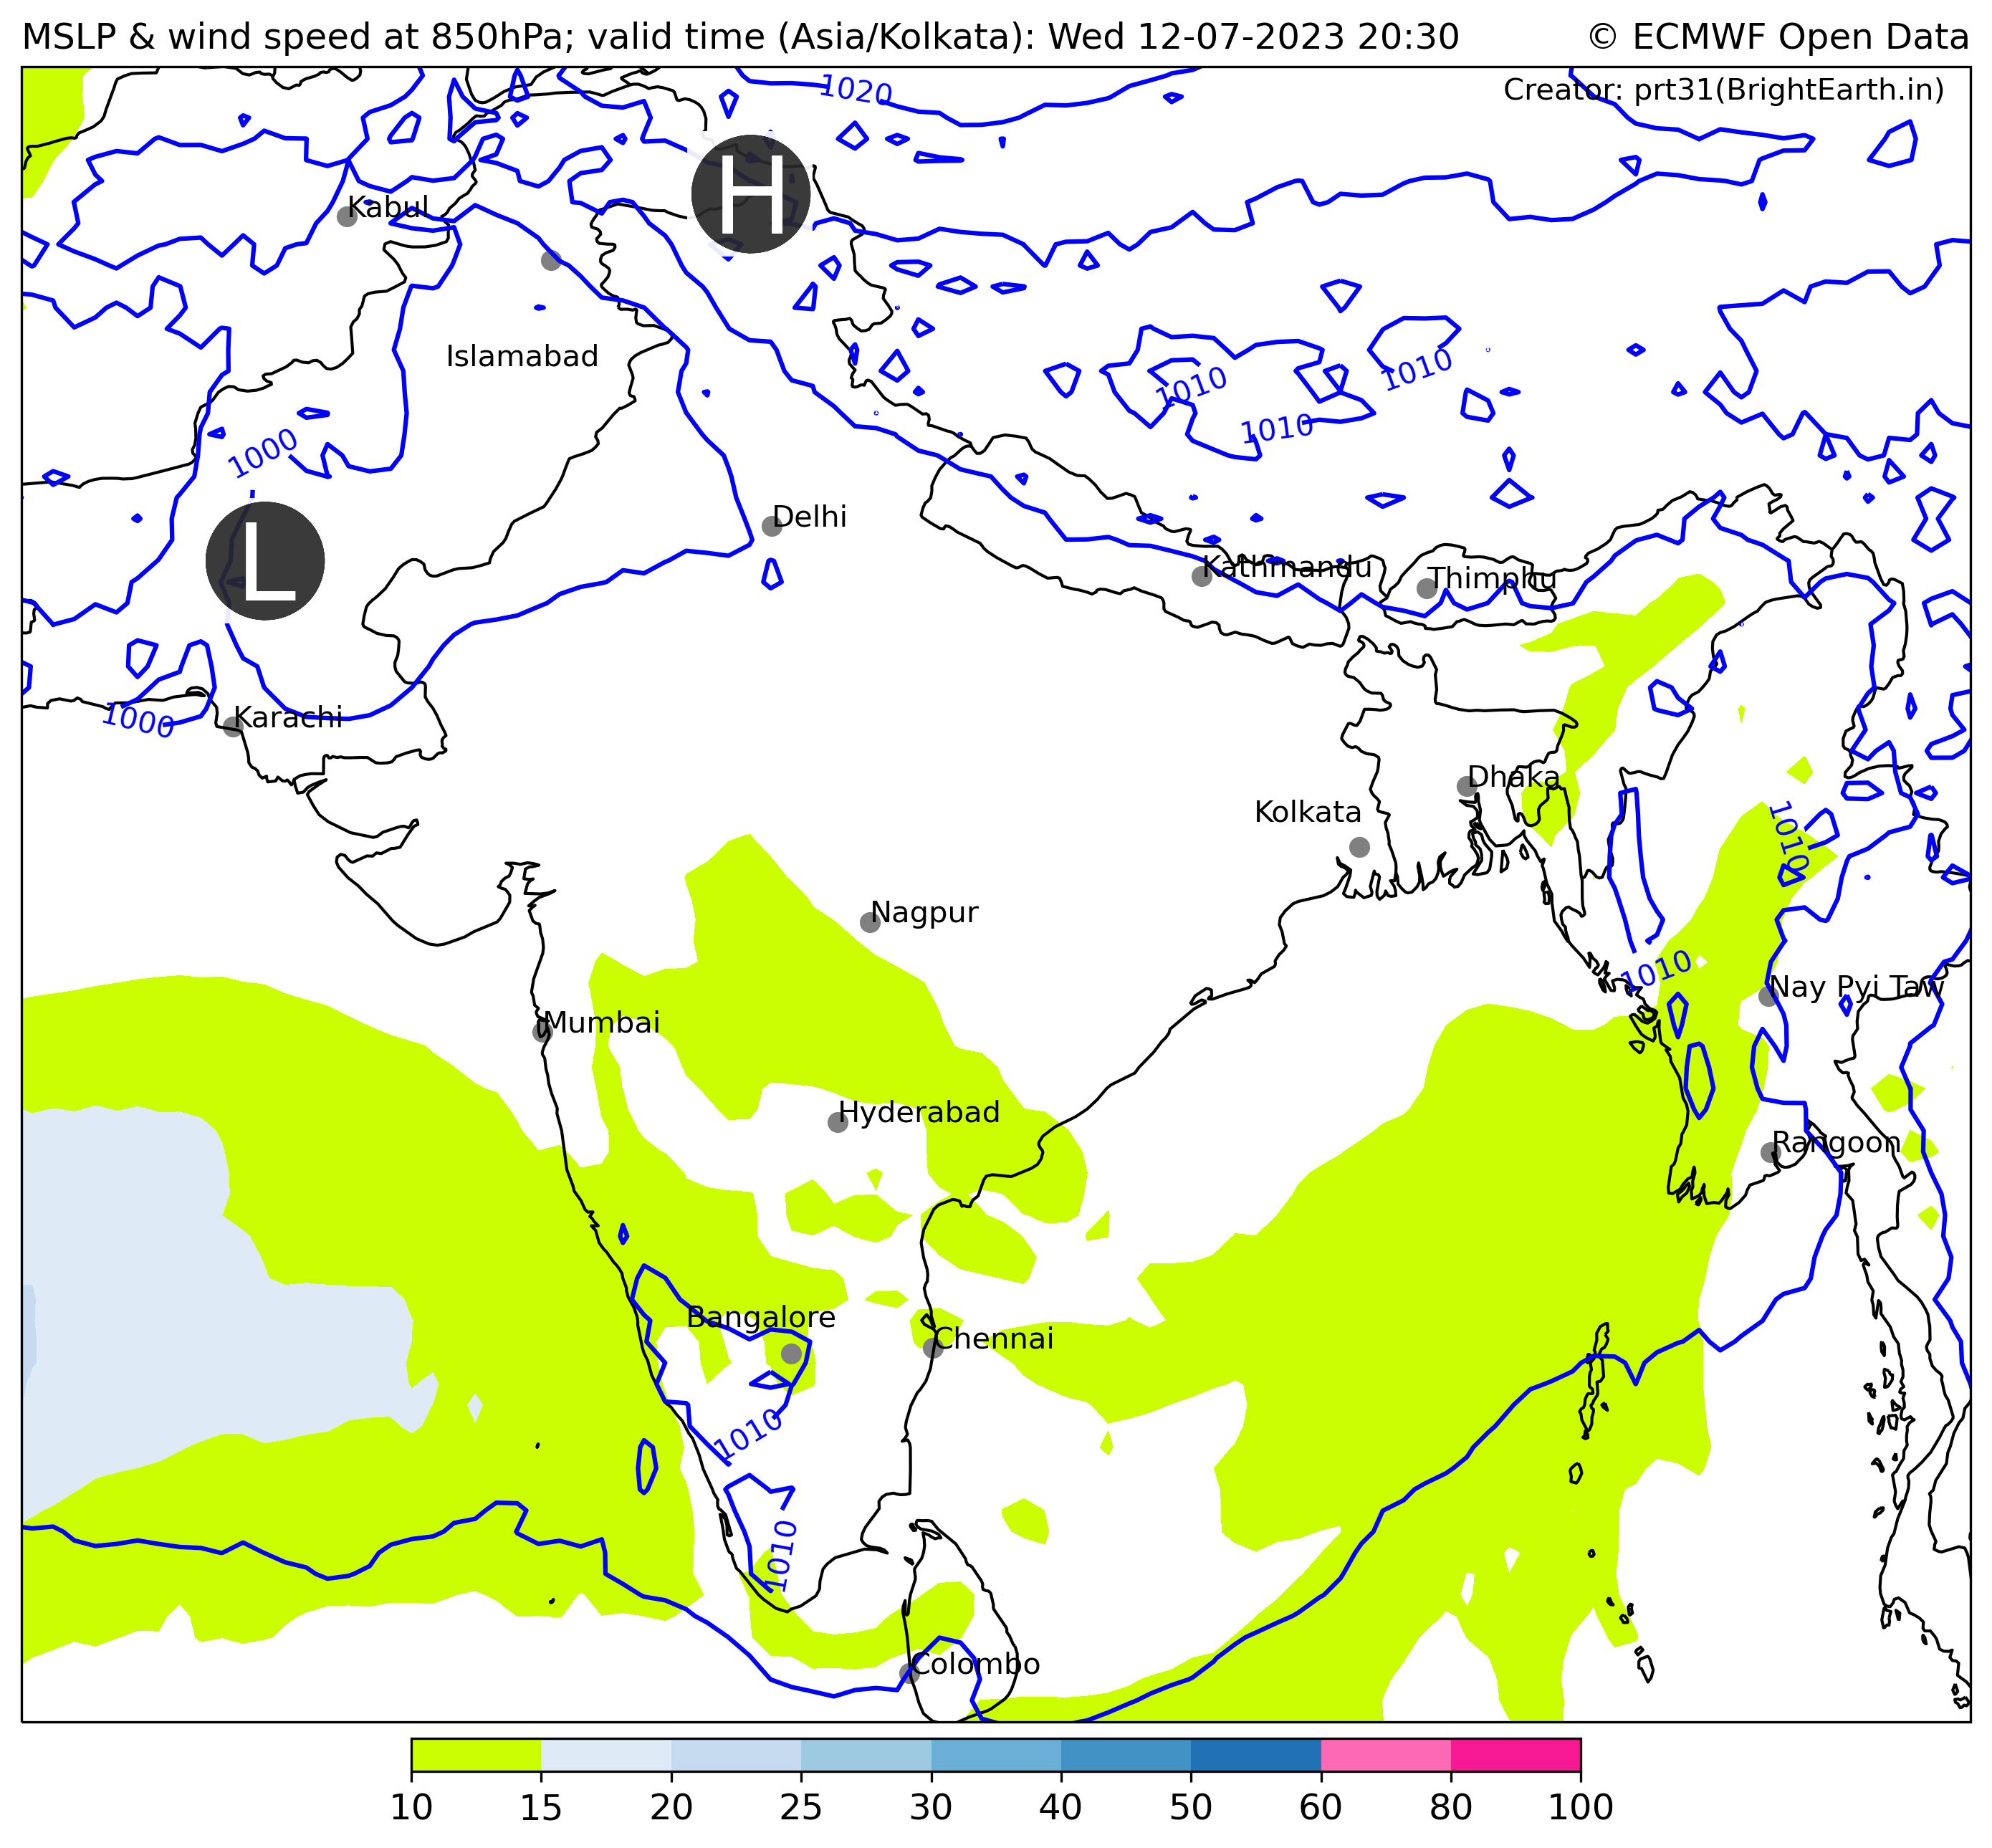 MSLP & wind speed at 850hPa; valid time (Asia/Kolkata): Wed 12-07-2023 20:30
© ECMWF Open Data
1020
Creator: prt31(BrightEarth.in)
H
Kabul
Islamabad
1010
1010
1010
1000
L
Delhi
Kathmandu
Thimphu
1000
Karachi
Dhaka
Kolkata
1010
Nagpur
1010
Nay Pyi Taw
Mumbai
Hyderabad
Rangoon
Bangalore
Chennai
1010
1010
Colombo
10 15 20 25 30 40 50 60 80 100